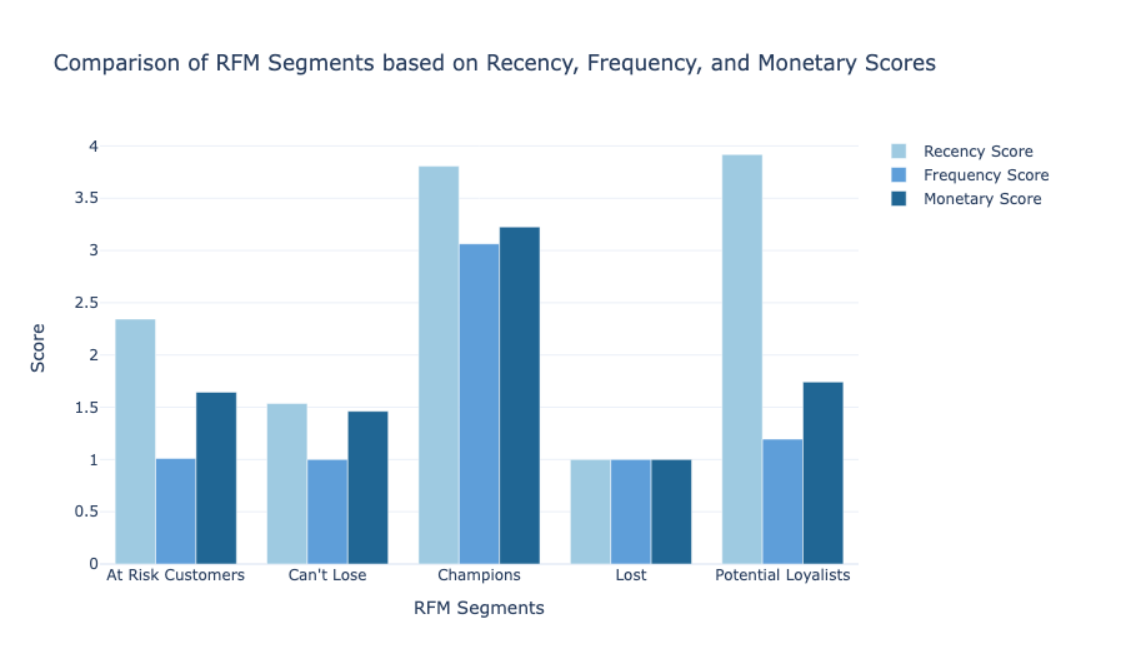 Comparison of RFM Segments based on Recency, Frequency, and Monetary Scores
Recency Score
Frequency Score
Monetary Score
Score
4
3.5
3
2.5
2
1.5
1
0.5
0
At Risk Customers
Can't Lose
Champions
Lost
Potential Loyalists
RFM Segments